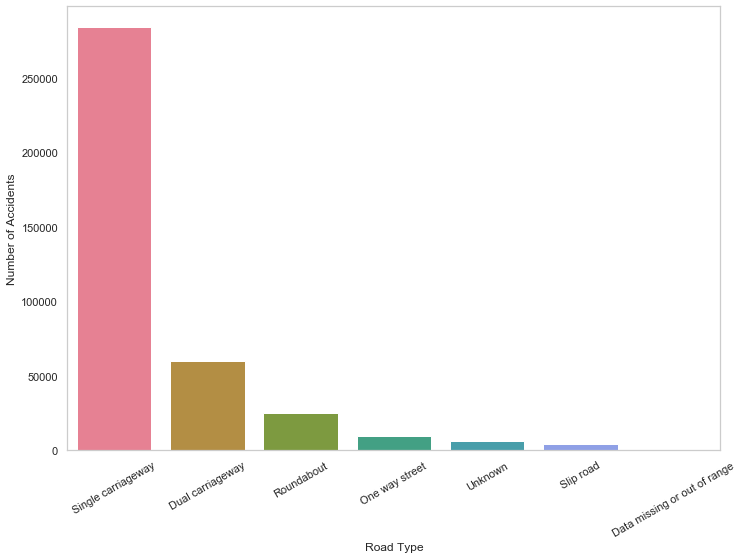 Number of Accidents
250000
200000
150000
100000
50000
0
Single carriageway
Dual carriageway
Roundabout
One way street
Unknown
Slip road
Data missing or out of range
Road Type